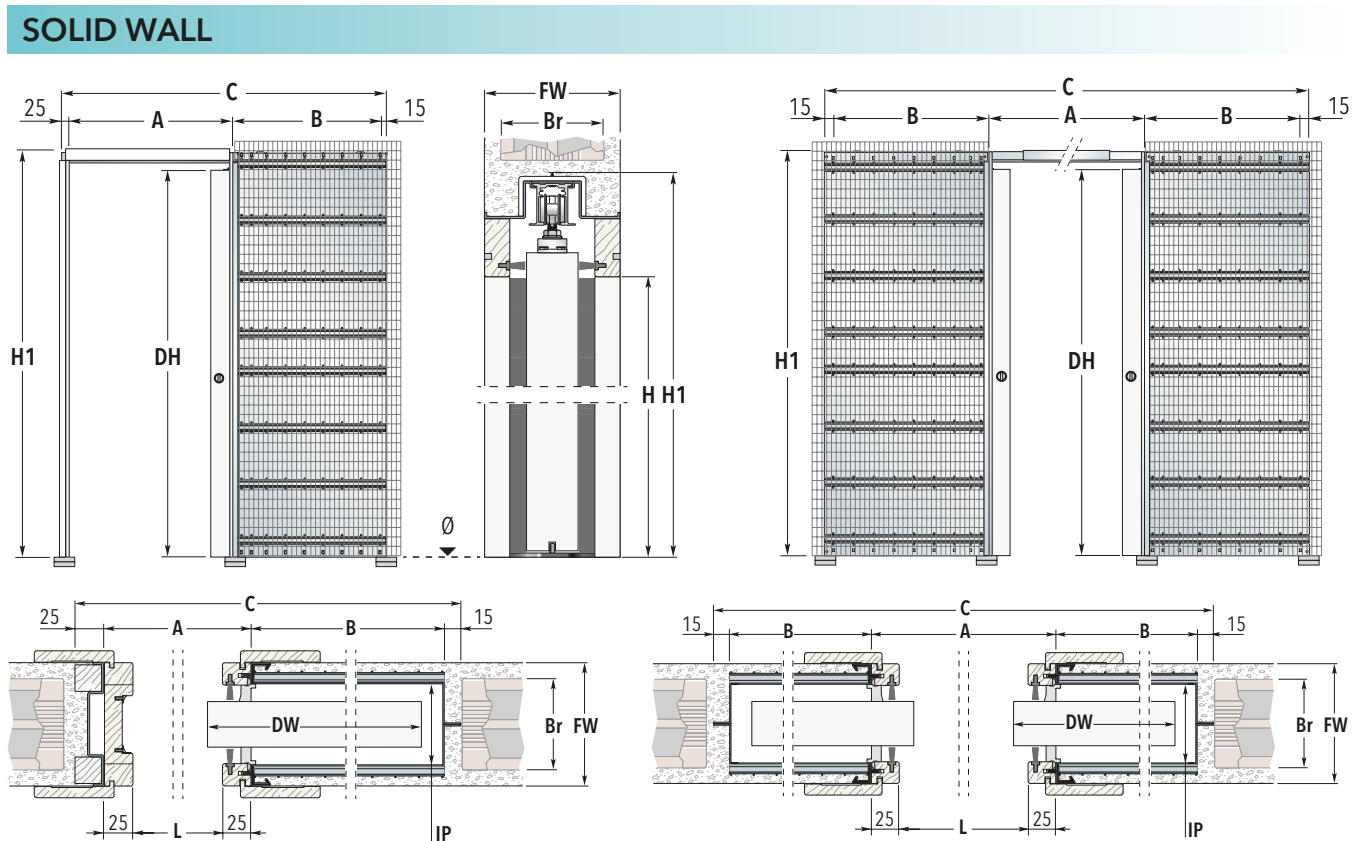 SOLID WALL
C
25 A B 15
H1
DH
FW
Br
H H1
Ø
C
15 B A B 15
H1
DH
C
25 A B 15
DW
Br FW
25 L 25
IP
C
15 B A B 15
DW
Br FW
25 L 25
IP